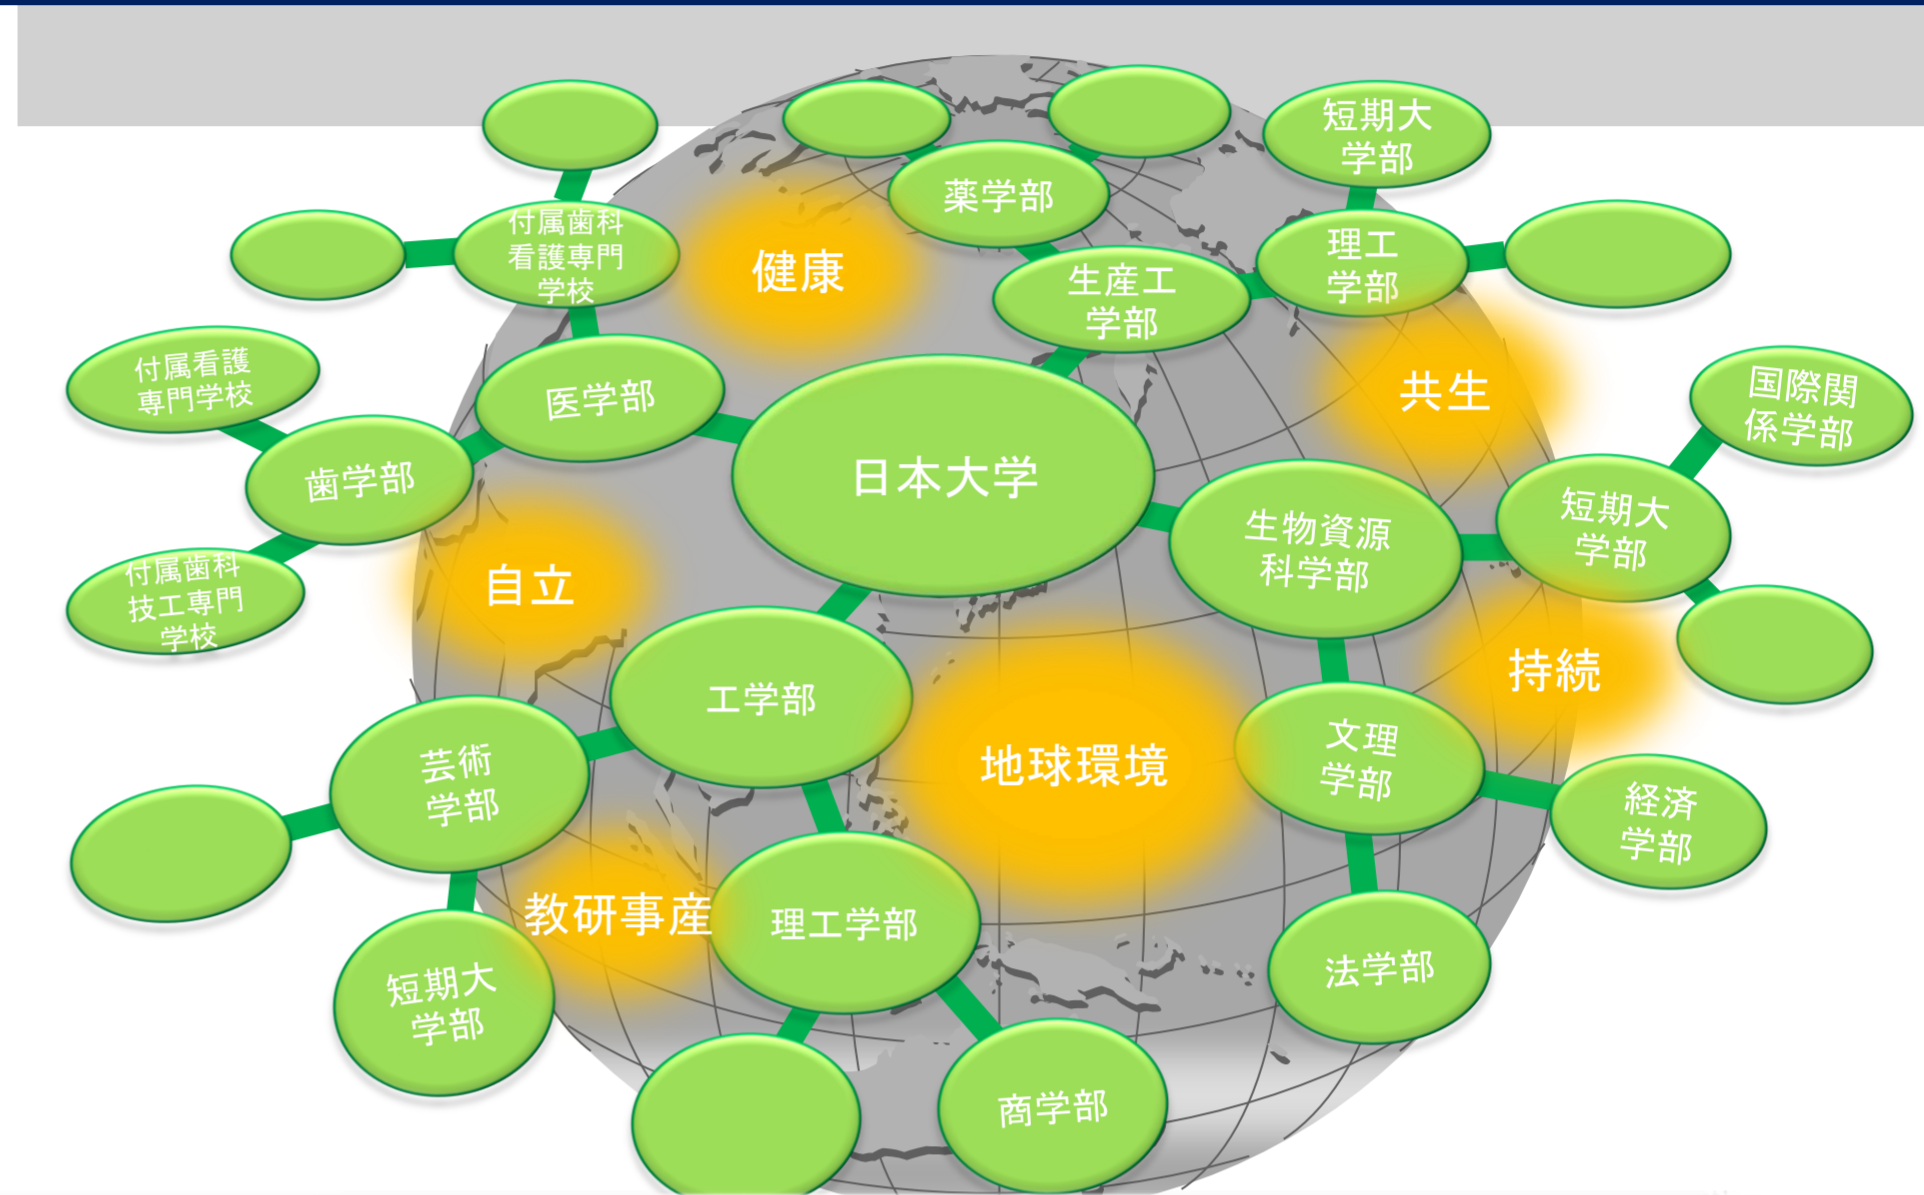 短期大
学部
薬学部
付属歯科
看護専門
学校
理工
学部
健康
生産工
学部
付属看護
専門学校
医学部
共生
国際関
係学部
歯学部
日本大学
短期大
学部
生物資源
科学部
付属歯科
技工専門
学校
自立
持続
工学部
地球環境
文理
学部
芸術
学部
経済
学部
教研事産
理工学部
法学部
短期大
学部
商学部